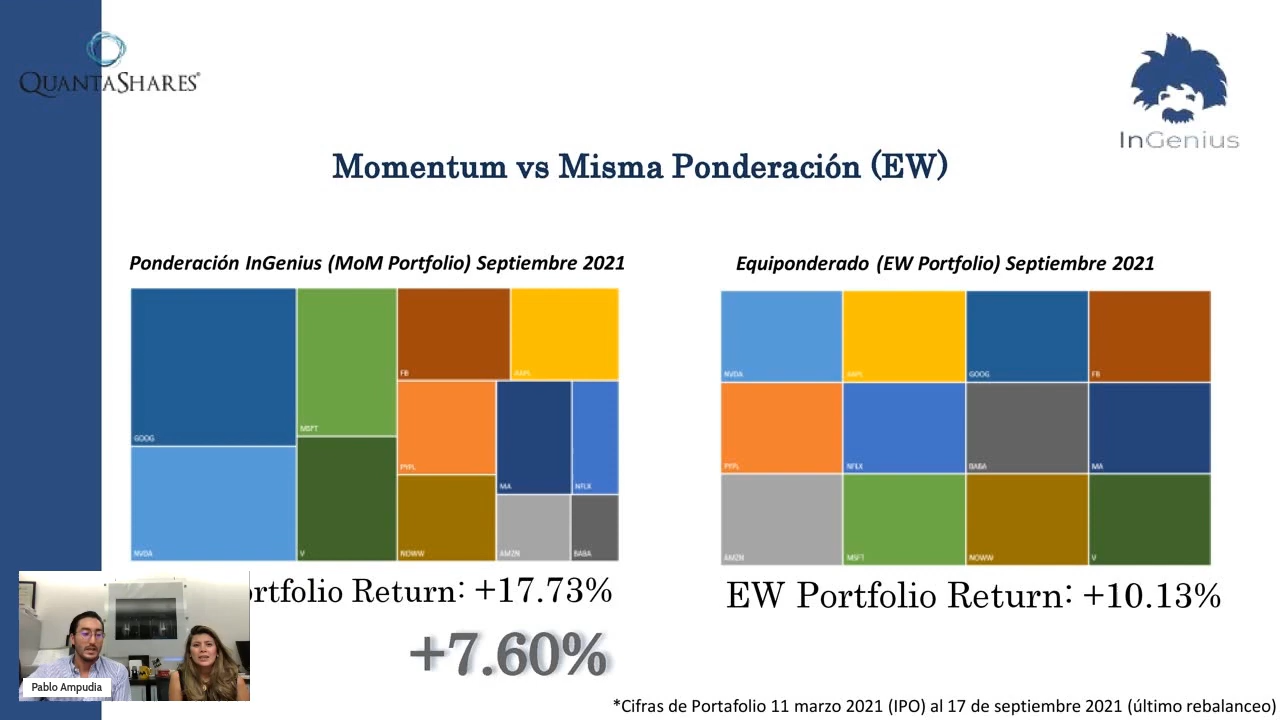 QUANTASHARES®
InGenius
Momentum vs Misma Ponderación (EW)
Ponderación InGenius (MoM Portfolio) Septiembre 2021
Equiponderado (EW Portfolio) Septiembre 2021
GOOG
MSFT
FB
AAPL
PYPL
MA
NFLX
NVDA
V
NOWW
AMZN
BABA
NVDA
AAPL
GOOG
FB
PYPL
NFLX
BABA
MA
AMZN
MSFT
NOWW
V
ortfolio Return: +17.73%
EW Portfolio Return: +10.13%
+7.60%
Pablo Ampudia
*Cifras de Portafolio 11 marzo 2021 (IPO) al 17 de septiembre 2021 (último rebalanceo)